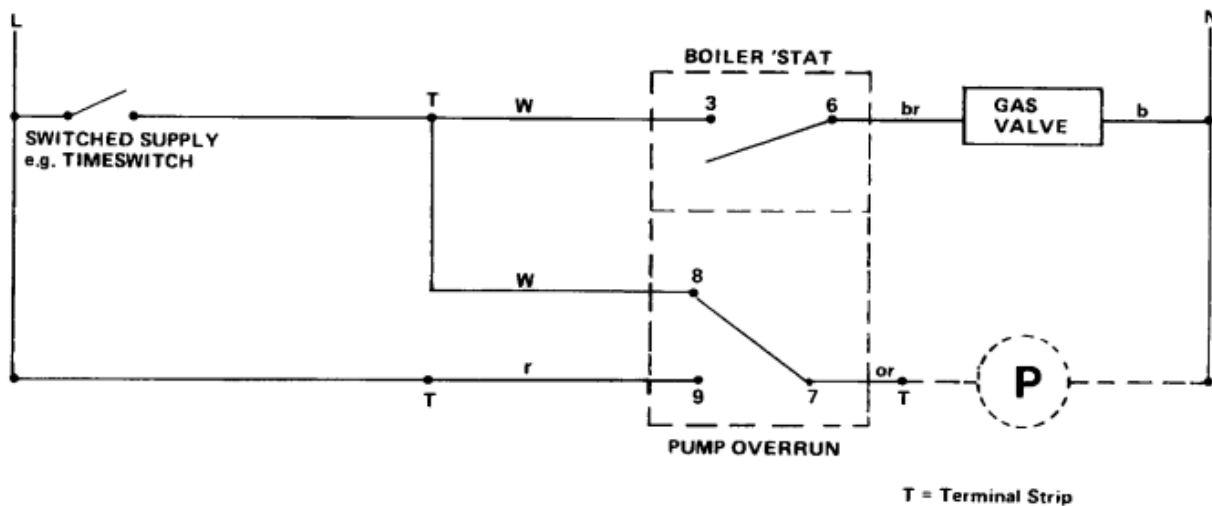 L
N
BOILER 'STAT
T
W
3
6
br
GAS
VALVE
b
SWITCHED SUPPLY
e.g. TIMESWITCH
W
8
r
T
9
7
or
T
P
PUMP OVERRUN
T = Terminal Strip